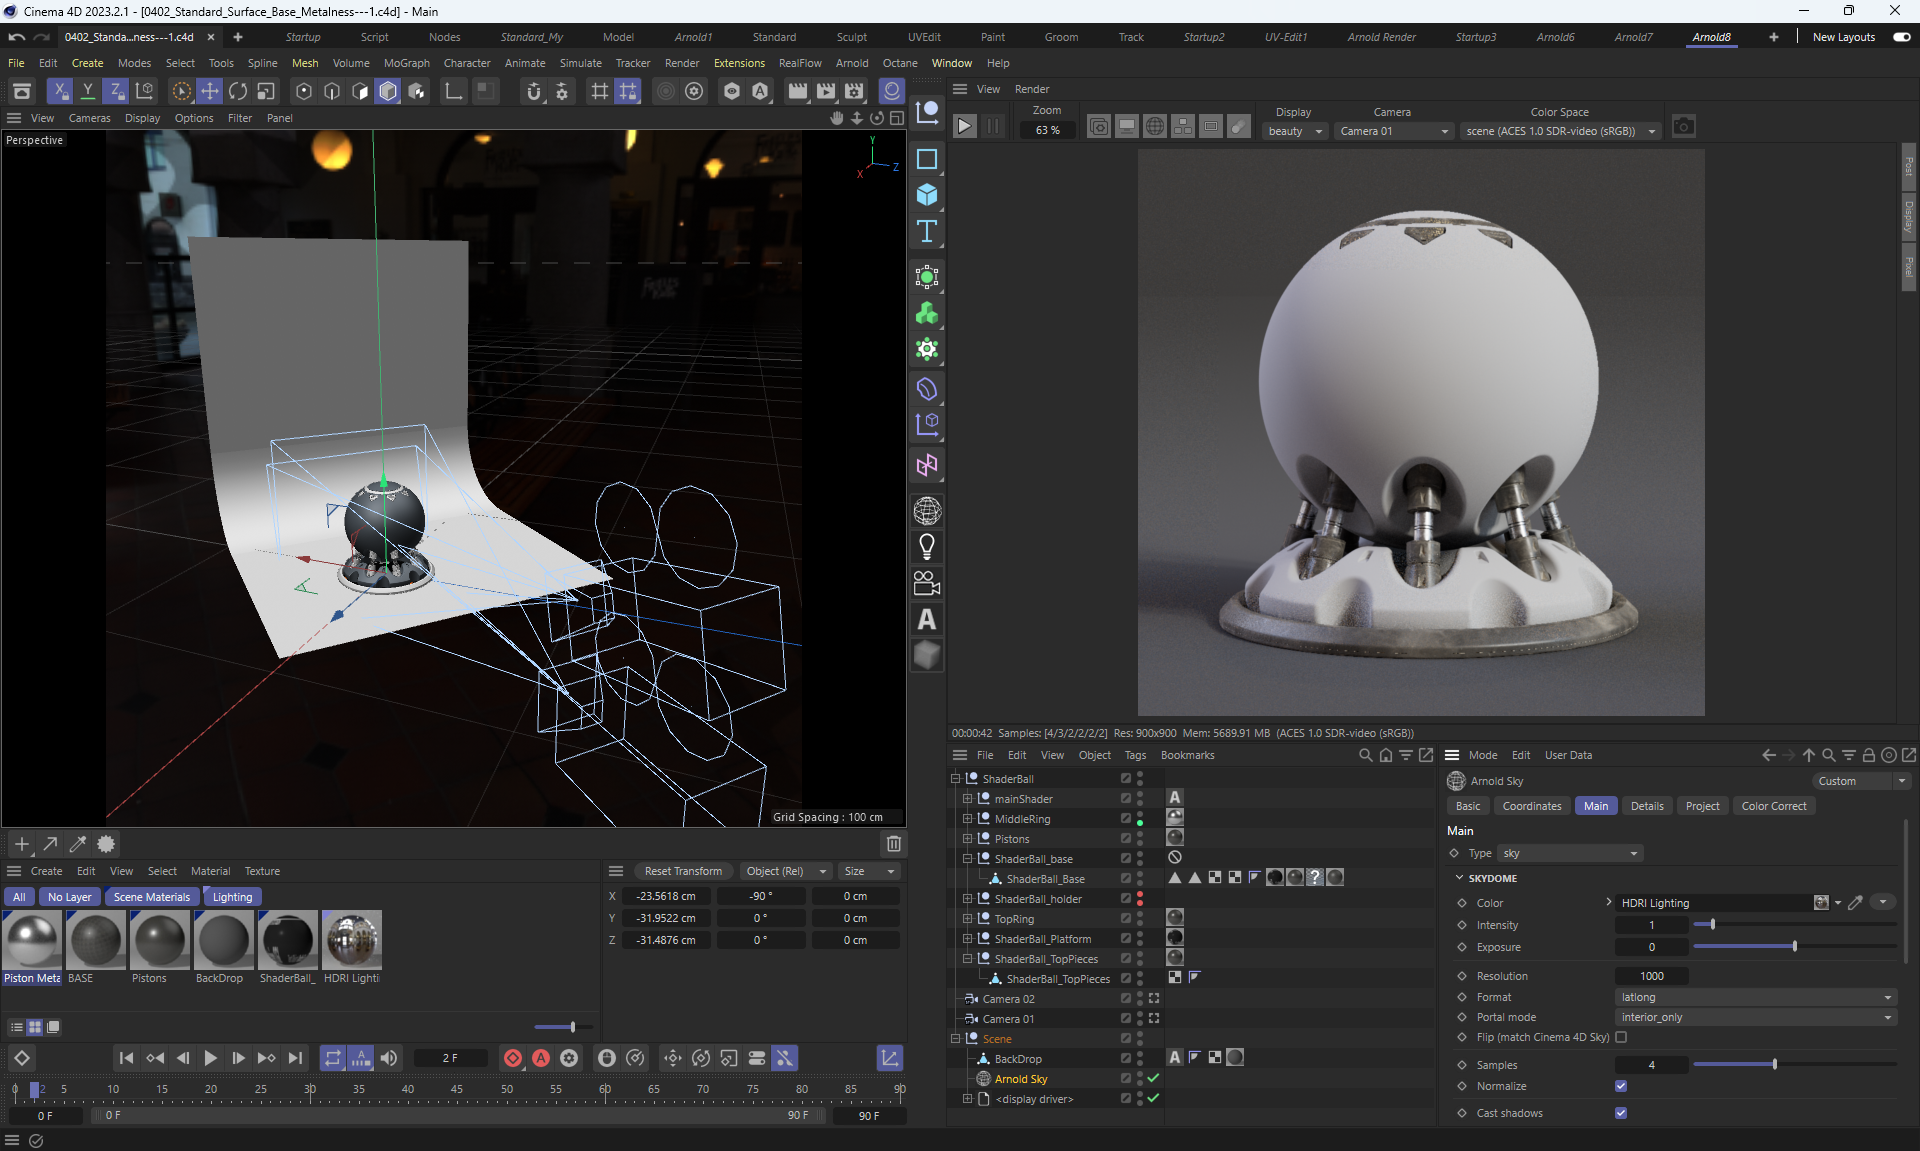 Cinema 4D 2023.2.1 - [0402_Standard_Surface_Base_Metalness---1.c4d] - Main
0402_Standa...ness---1.c4d × + Startup Script Nodes Standard_My Model Arnold1 Standard Sculpt UVEdit Paint Groom Track Startup2 UV-Edit1 Arnold Render Startup3 Arnold6 Arnold7 Arnold8 + New Layouts
File Edit Create Modes Select Tools Spline Mesh Volume MoGraph Character Animate Simulate Tracker Render Extensions RealFlow Arnold Octane Window Help
X Y Z
View Render
Zoom Display Camera Color Space
63 % beauty Camera 01 scene (ACES 1.0 SDR-video (sRGB))
View Cameras Display Options Filter Panel
Perspective
Y
Z
X
Post
Display
Pixel
T
A
Grid Spacing : 100 cm
00:00:42 Samples: [4/3/2/2/2/2] Res: 900x900 Mem: 5689.91 MB (ACES 1.0 SDR-video (sRGB))
File Edit View Object Tags Bookmarks
ShaderBall
mainShader A
MiddleRing
Pistons
ShaderBall_base
ShaderBall_Base ?
ShaderBall_holder
TopRing
ShaderBall_Platform
ShaderBall_TopPieces
ShaderBall_TopPieces
Camera 02
Camera 01
Scene
BackDrop A
Arnold Sky
<display driver>
Mode Edit User Data
Arnold Sky Custom
Basic Coordinates Main Details Project Color Correct
Main
Type sky
SKYDOME
Color HDRI Lighting
Intensity 1
Exposure 0
Resolution 1000
Format latlong
Portal mode interior_only
Flip (match Cinema 4D Sky)
Samples 4
Normalize
Cast shadows
Create Edit View Select Material Texture
All No Layer Scene Materials Lighting
Piston Meta BASE Pistons BackDrop ShaderBall_ HDRI Lighti
Reset Transform Object (Rel) Size
X -23.5618 cm -90 ° 0 cm
Y -31.9522 cm 0 ° 0 cm
Z -31.4876 cm 0 ° 0 cm
2 F
0 2 5 10 15 20 25 30 35 40 45 50 55 60 65 70 75 80 85 90
0 F 0 F 90 F 90 F